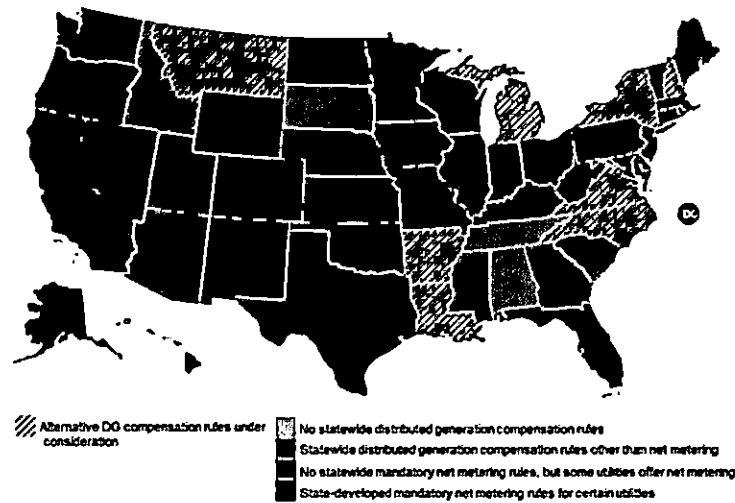 DC
Alternative DG compensation rules under
consideration
No statewide distributed generation compensation rules
Statewide distributed generation compensation rules other than net metering
No statewide mandatory net metering rules, but some utilities offer net metering
State-developed mandatory net metering rules for certain utilities